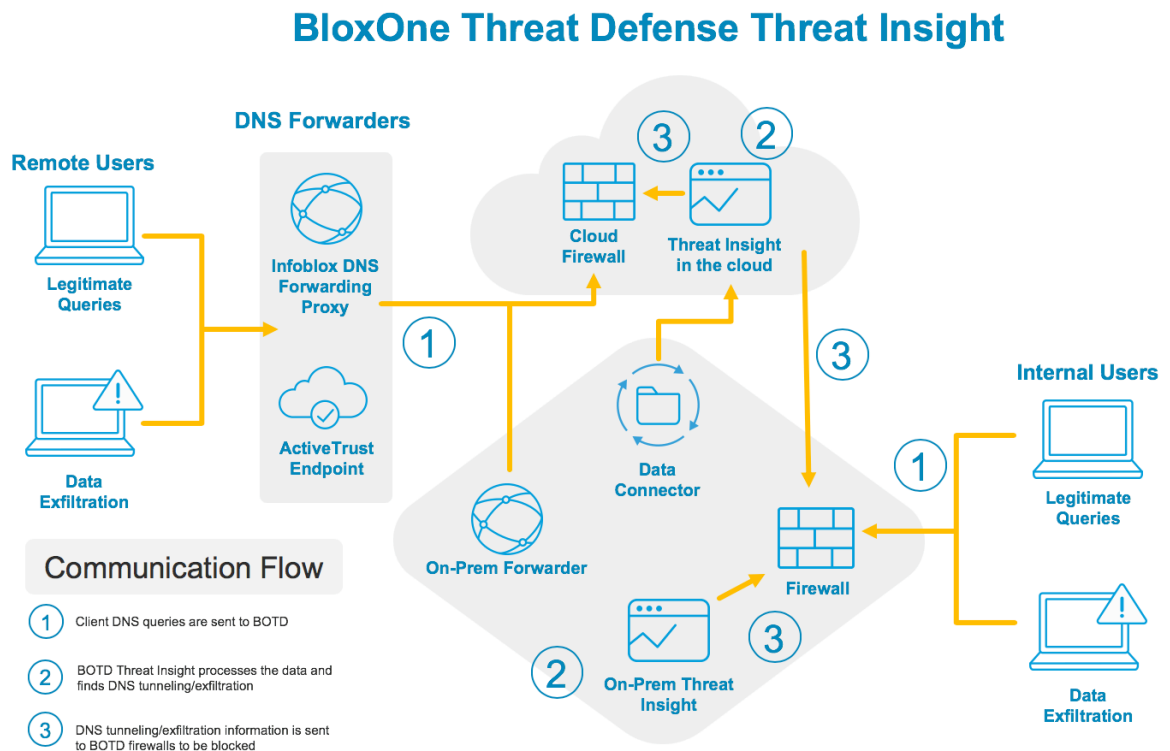 BloxOne Threat Defense Threat Insight
DNS Forwarders
Remote Users
Legitimate
Queries
Data
Exfiltration
Infoblox DNS
Forwarding
Proxy
ActiveTrust
Endpoint
1
3
2
Cloud
Firewall
Threat Insight
in the cloud
3
Data
Connector
On-Prem Forwarder
Firewall
2
On-Prem Threat
Insight
3
1
Internal Users
Legitimate
Queries
Data
Exfiltration
Communication Flow
1 Client DNS queries are sent to BOTD
2 BOTD Threat Insight processes the data and
finds DNS tunneling/exfiltration
3 DNS tunneling/exfiltration information is sent
to BOTD firewalls to be blocked